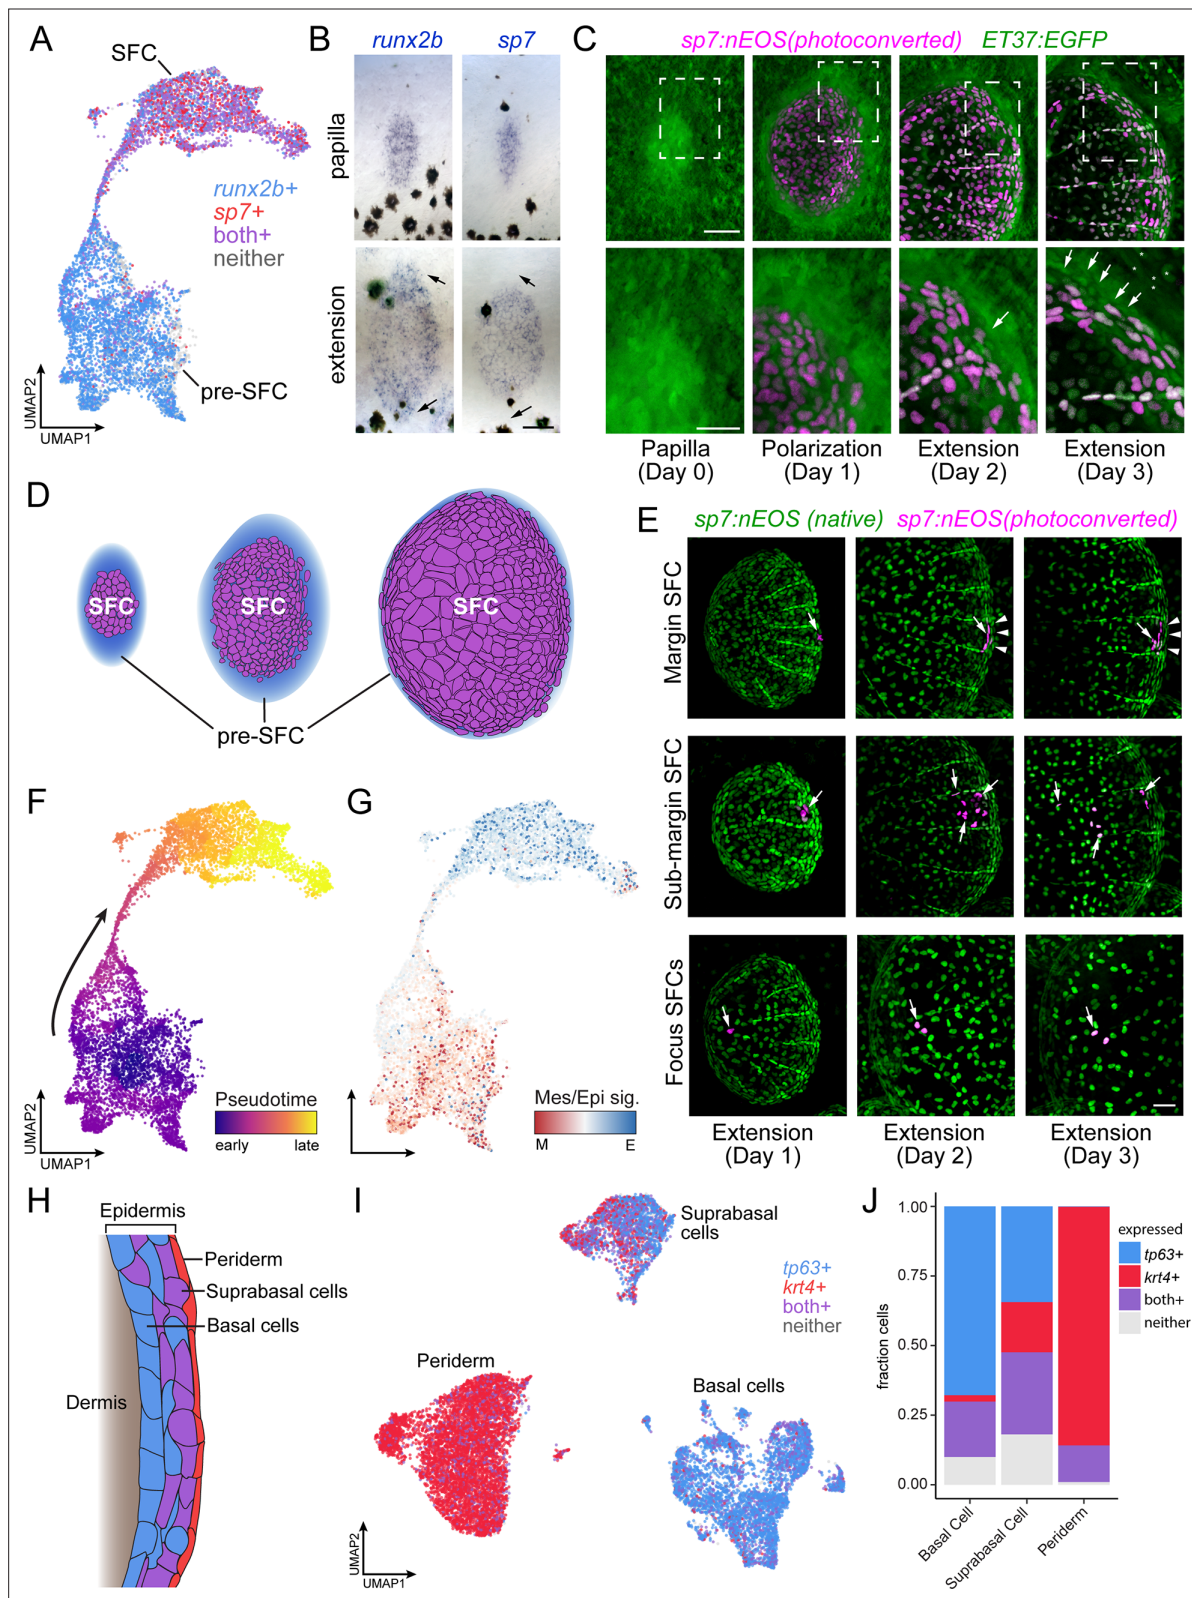 A
SFC
runx2b+
sp7+
both+
neither
pre-SFC
UMAP2
UMAP1
B
runx2b
sp7
papilla
extension
C
sp7:nEOS(photoconverted) ET37:EGFP
Papilla
(Day 0)
Polarization
(Day 1)
Extension
(Day 2)
Extension
(Day 3)
D
SFC
SFC
SFC
pre-SFC
E
sp7:nEOS (native) sp7:nEOS(photoconverted)
Margin SFC
Sub-margin SFC
Focus SFCs
Extension
(Day 1)
Extension
(Day 2)
Extension
(Day 3)
F
Pseudotime
early late
UMAP2
UMAP1
G
Mes/Epi sig.
M E
H
Epidermis
Periderm
Suprabasal cells
Basal cells
Dermis
I
Suprabasal
cells
tp63+
krt4+
both+
neither
Periderm
Basal cells
UMAP2
UMAP1
J
1.00
0.75
0.50
0.25
0.00
fraction cells
expressed
tp63+
krt4+
both+
neither
Basal Cell
Suprabasal Cell
Periderm